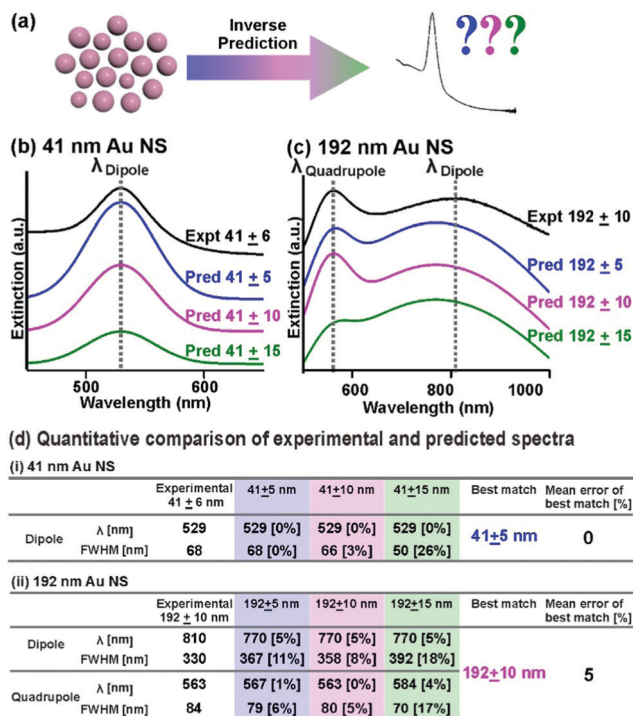 (a)
Inverse
Prediction
???
(b) 41 nm Au NS
λDipole
Extinction (a.u.)
Expt 41 ± 6
Pred 41 ± 5
Pred 41 ± 10
Pred 41 ± 15
500 600
Wavelength (nm)
(c) 192 nm Au NS
λQuadrupole λDipole
Extinction (a.u.)
Expt 192 ± 10
Pred 192 ± 5
Pred 192 ± 10
Pred 192 ± 15
600 800 1000
Wavelength (nm)
(d) Quantitative comparison of experimental and predicted spectra
(i) 41 nm Au NS
Experimental 41 ± 6 nm 41±5 nm 41±10 nm 41±15 nm Best match Mean error of best match [%]
Dipole λ [nm] 529 529 [0%] 529 [0%] 529 [0%] 41±5 nm 0
FWHM [nm] 68 68 [0%] 66 [3%] 50 [26%]
(ii) 192 nm Au NS
Experimental 192 ± 10 nm 192±5 nm 192±10 nm 192±15 nm Best match Mean error of best match [%]
Dipole λ [nm] 810 770 [5%] 770 [5%] 770 [5%] 192±10 nm 5
FWHM [nm] 330 367 [11%] 358 [8%] 392 [18%]
Quadrupole λ [nm] 563 567 [1%] 563 [0%] 584 [4%]
FWHM [nm] 84 79 [6%] 80 [5%] 70 [17%]